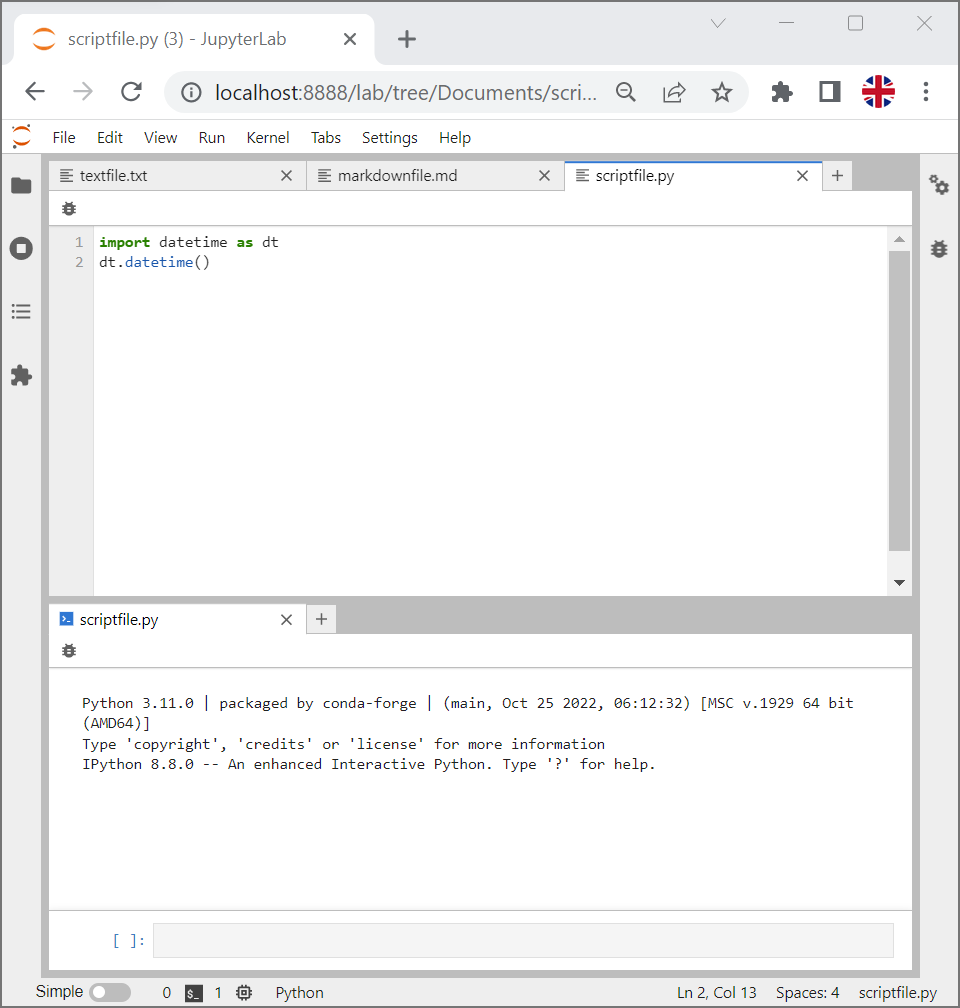 scriptfile.py (3) - JupyterLab
localhost:8888/lab/tree/Documents/scri...
File Edit View Run Kernel Tabs Settings Help
textfile.txt markdownfile.md scriptfile.py
1 import datetime as dt
2 dt.datetime()
scriptfile.py
Python 3.11.0 | packaged by conda-forge | (main, Oct 25 2022, 06:12:32) [MSC v.1929 64 bit
(AMD64)]
Type 'copyright', 'credits' or 'license' for more information
IPython 8.8.0 -- An enhanced Interactive Python. Type '?' for help.
[ ]:
Simple 0 $_ 1 Python Ln 2, Col 13 Spaces: 4 scriptfile.py